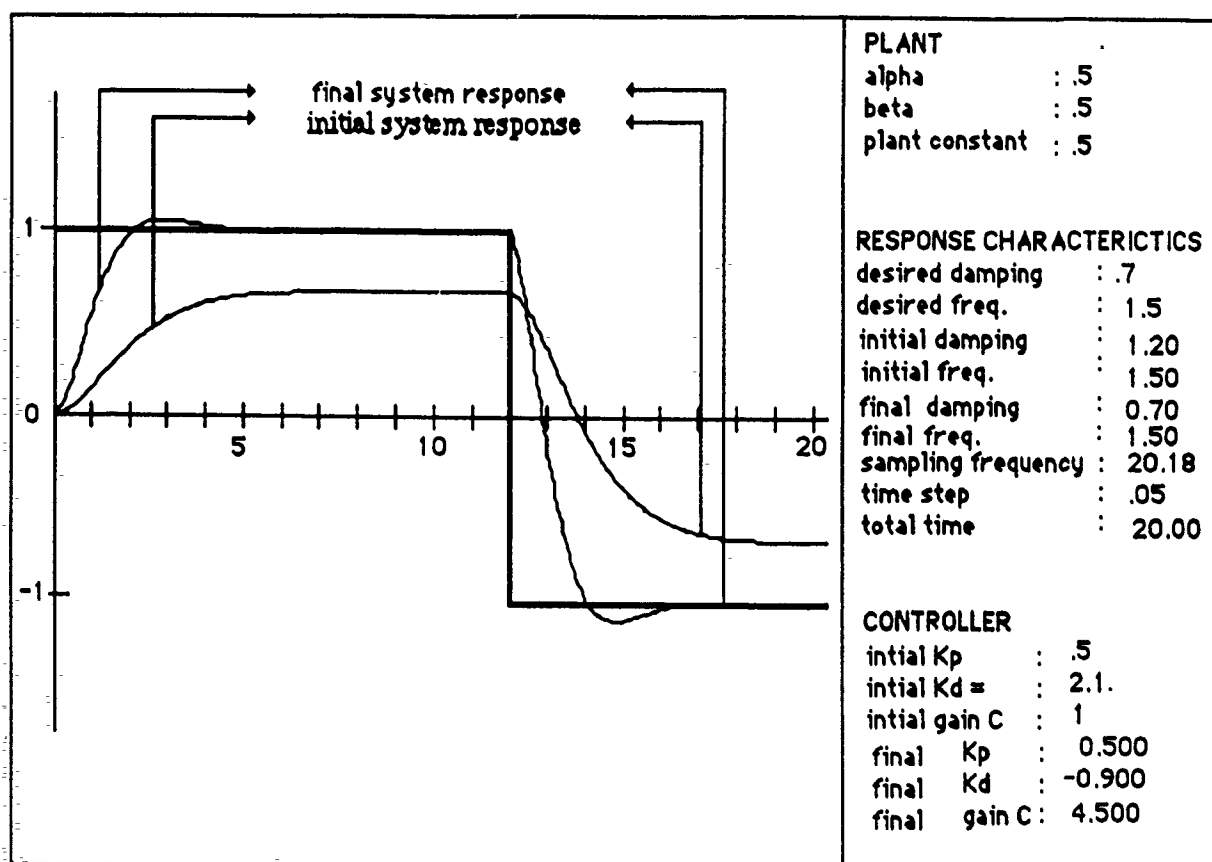 final system response
initial system response
1
0
-1
5
10
15
20
PLANT
alpha : .5
beta : .5
plant constant : .5
RESPONSE CHARACTERICTICS
desired damping : .7
desired freq. : 1.5
initial damping : 1.20
initial freq. : 1.50
final damping : 0.70
final freq. : 1.50
sampling frequency : 20.18
time step : .05
total time : 20.00
CONTROLLER
intial Kp : .5
intial Kd = : 2.1.
intial gain C : 1
final Kp : 0.500
final Kd : -0.900
final gain C : 4.500